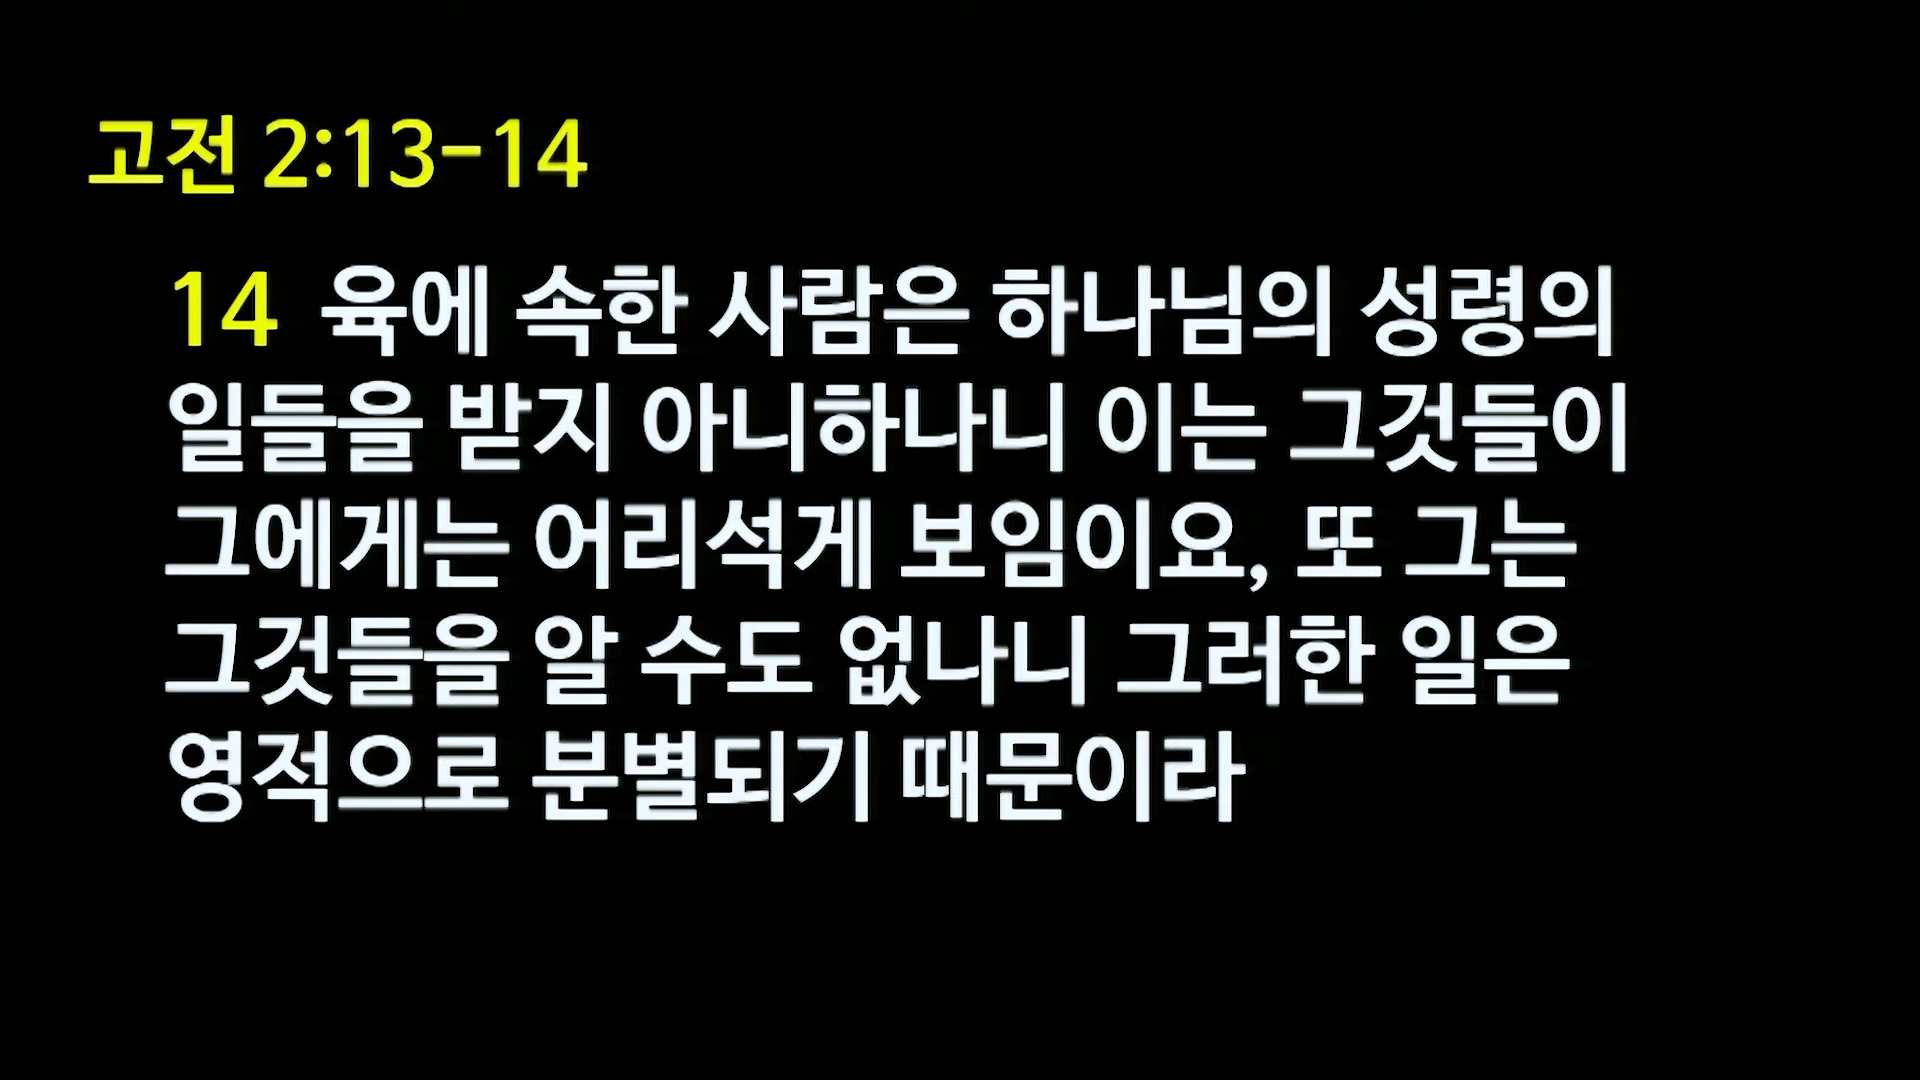 고전 2:13-14
14 육에 속한 사람은 하나님의 성령의
일들을 받지 아니하나니 이는 그것들이
그에게는 어리석게 보임이요, 또 그는
그것들을 알 수도 없나니 그러한 일은
영적으로 분별되기 때문이라